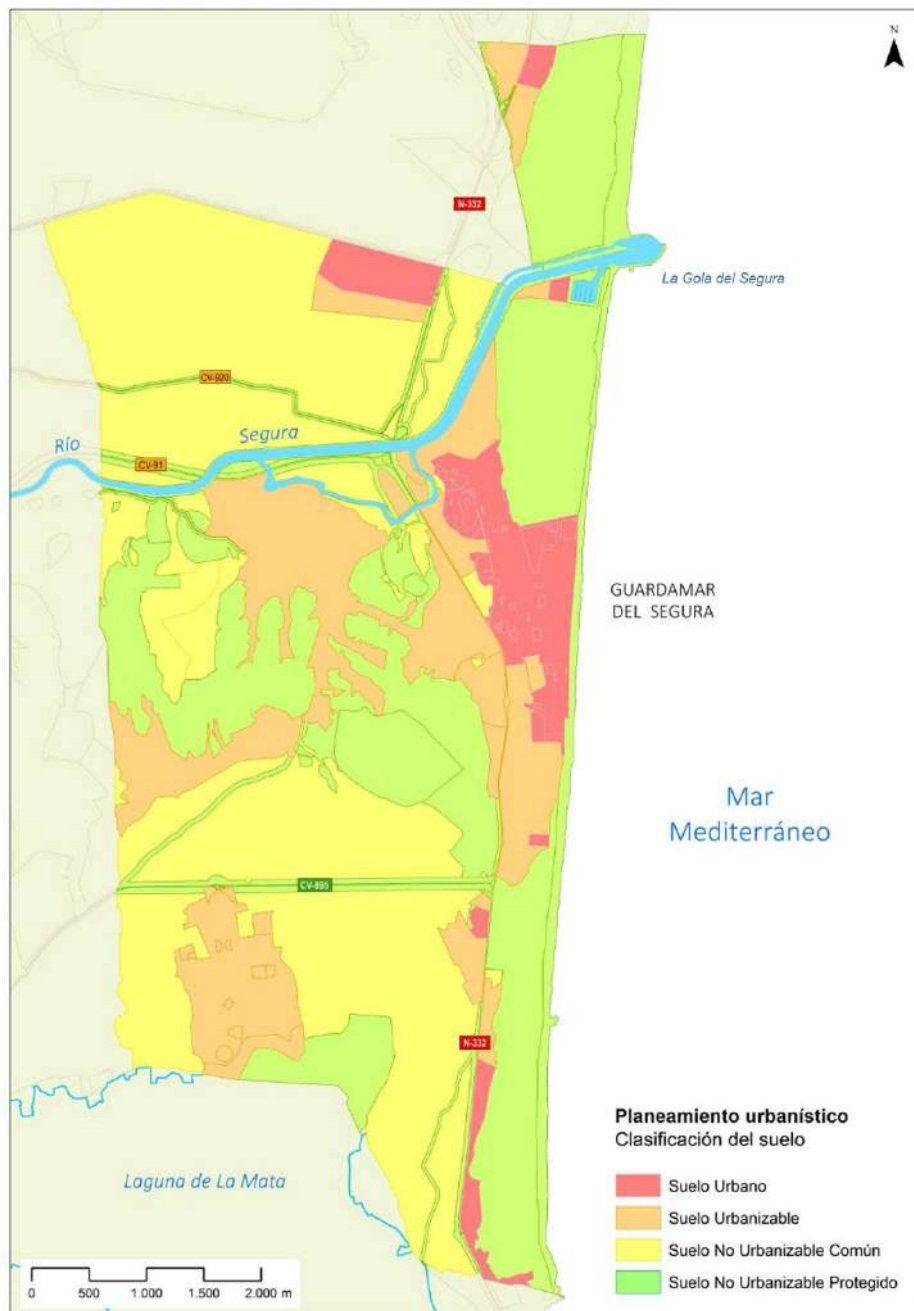 N
N-332
La Gola del Segura
CV-920
Segura
Río
CV-91
GUARDAMAR
DEL SEGURA
Mar
Mediterráneo
CV-895
N-332
Planeamiento urbanístico
Clasificación del suelo
Suelo Urbano
Laguna de La Mata
Suelo Urbanizable
Suelo No Urbanizable Común
Suelo No Urbanizable Protegido
0 500 1.000 1.500 2.000 m